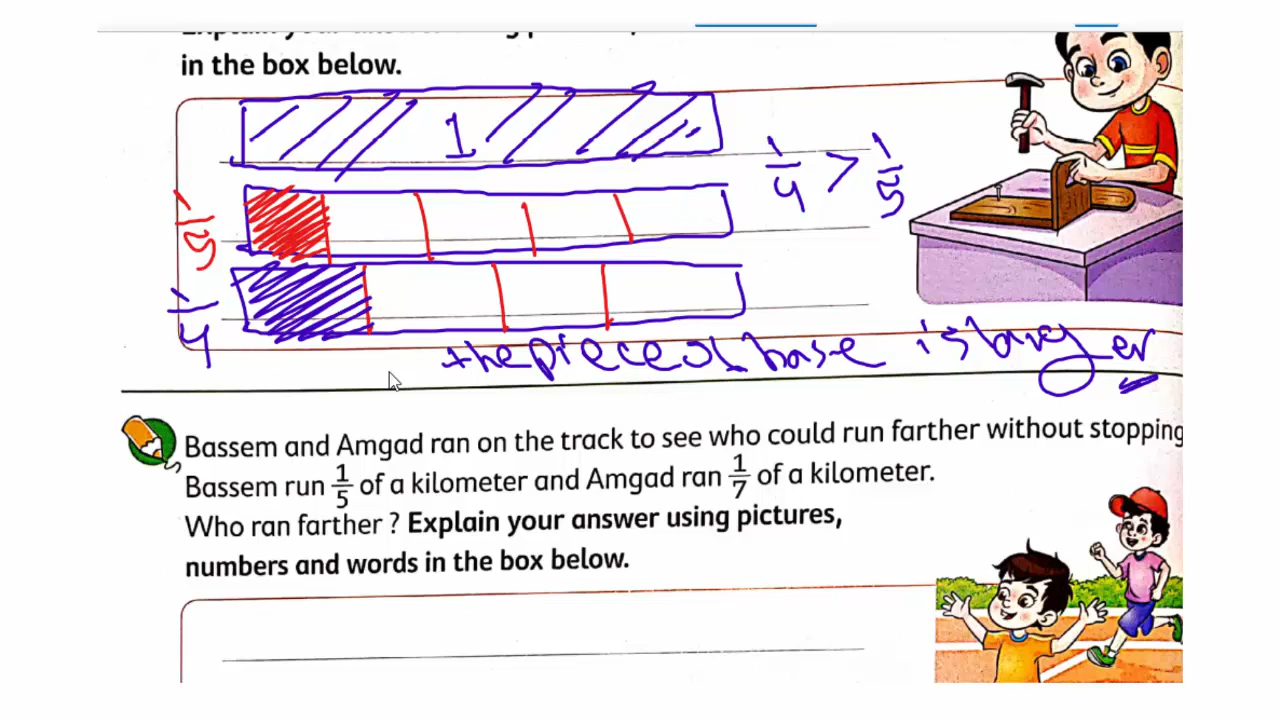 in the box below.
1
1/4 > 1/5
1/5
1/4
the piece of base is larger
Bassem and Amgad ran on the track to see who could run farther without stopping
Bassem run 1/5 of a kilometer and Amgad ran 1/7 of a kilometer.
Who ran farther ? Explain your answer using pictures,
numbers and words in the box below.